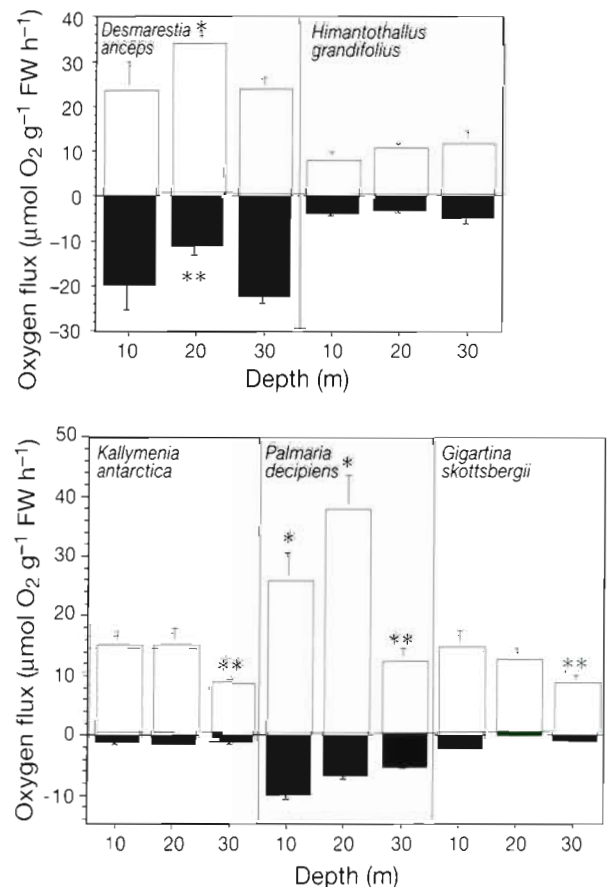 Oxygen flux (µmol O₂ g⁻¹ FW h⁻¹)
40
30
20
10
0
−10
−20
−30
Desmarestia *
anceps
Himantothallus
grandifolius
**
10
20
30
10
20
30
Depth (m)
Oxygen flux (µmol O₂ g⁻¹ FW h⁻¹)
50
40
30
20
10
0
-10
Kallymenia
antarctica
Palmaria
decipiens
Gigartina
skottsbergii
**
*
*
**
**
10
20
30
10
20
30
10
20
30
Depth (m)